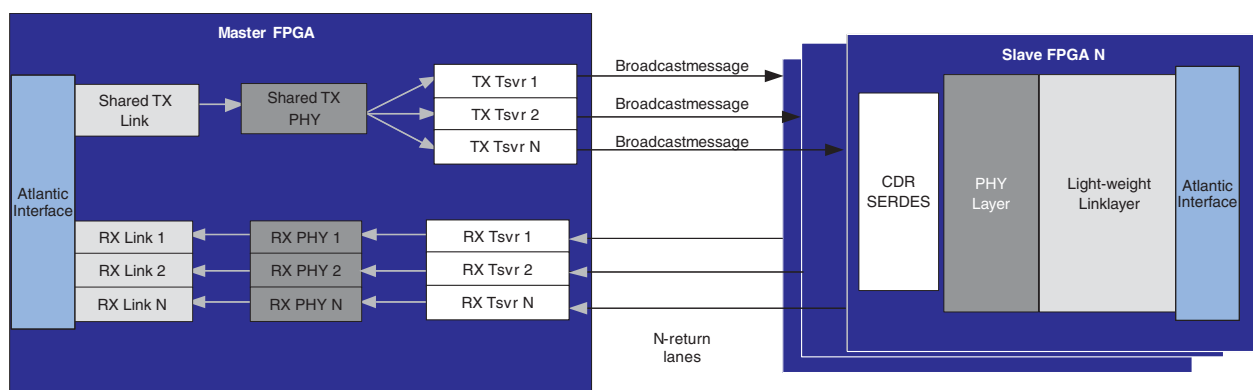 Master FPGA
Atlantic
Interface
Shared TX
Link
Shared TX
PHY
TX Tsvr 1
TX Tsvr 2
TX Tsvr N
Broadcastmessage
Broadcastmessage
Broadcastmessage
RX Link 1
RX Link 2
RX Link N
RX PHY 1
RX PHY 2
RX PHY N
RX Tsvr 1
RX Tsvr 2
RX Tsvr N
N-return
lanes
Slave FPGA N
CDR
SERDES
PHY
Layer
Light-weight
Linklayer
Atlantic
Interface